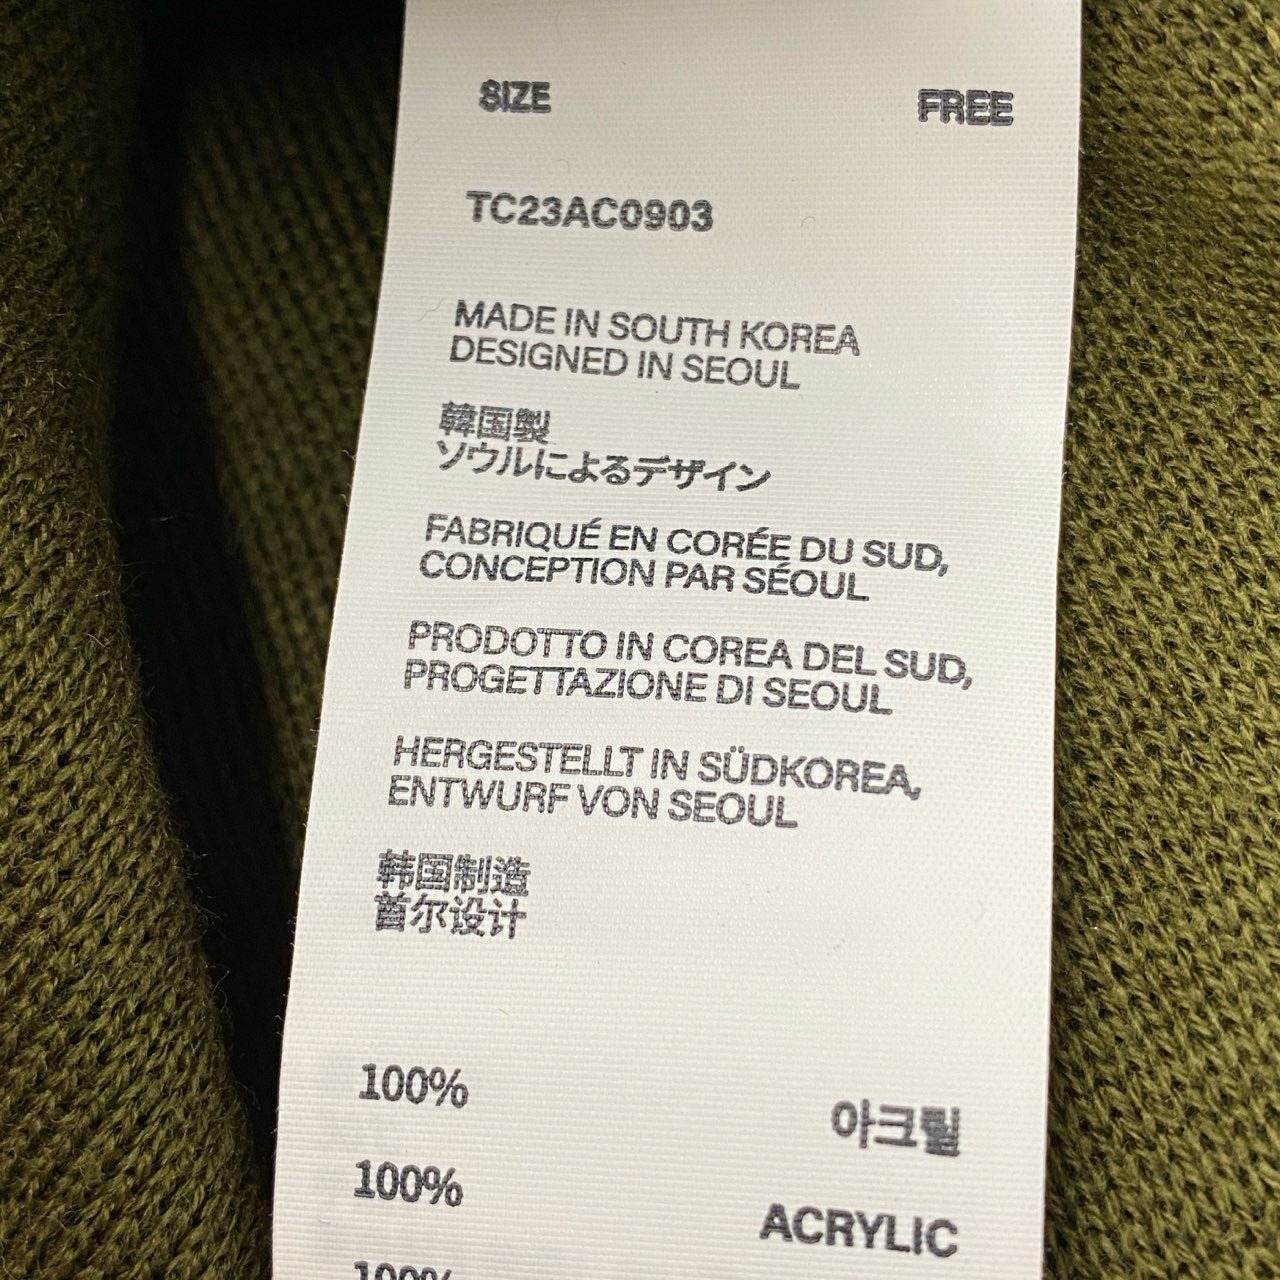 SIZE FREE
TC23AC0903
MADE IN SOUTH KOREA
DESIGNED IN SEOUL
韓国製
ソウルによるデザイン
FABRIQUÉ EN CORÉE DU SUD,
CONCEPTION PAR SÉOUL
PRODOTTO IN COREA DEL SUD,
PROGETTAZIONE DI SEOUL
HERGESTELLT IN SÜDKOREA,
ENTWURF VON SEOUL
韩国制造
首尔设计
100% 아크릴
100% ACRYLIC
100%